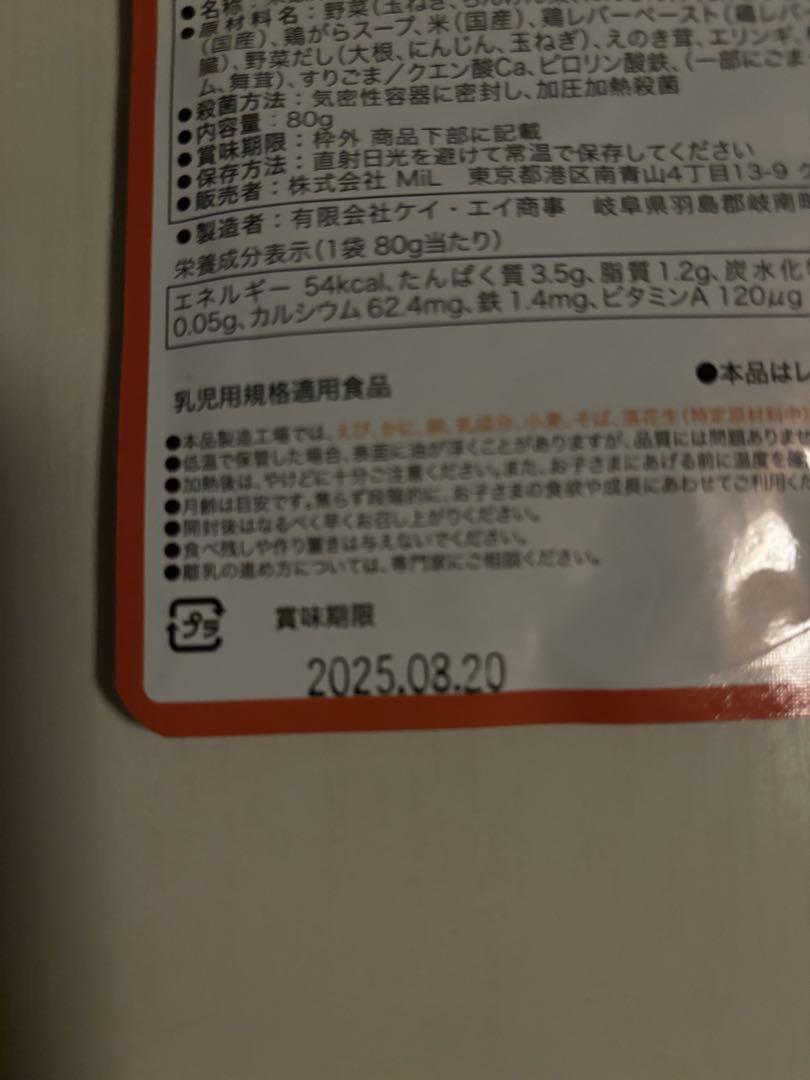 ●名称：
●原材料名：野菜(玉ねぎ、
(国産)、鶏がらスープ、米(国産)、鶏レバーペースト(鶏レバー
臓)、野菜だし(大根、にんじん、玉ねぎ)、えのき茸、エリンギ、
ム、舞茸)、すりごま／クエン酸Ca、ピロリン酸鉄、(一部にごま
●殺菌方法：気密性容器に密封し、加圧加熱殺菌
●内容量：80g
●賞味期限：枠外 商品下部に記載
●保存方法：直射日光を避けて常温で保存してください
●販売者：株式会社 MiL 東京都港区南青山4丁目13-9
●製造者：有限会社ケイ・エイ商事 岐阜県羽島郡岐南町
栄養成分表示(1袋 80g当たり)
エネルギー 54kcal、たんぱく質 3.5g、脂質 1.2g、炭水化
0.05g、カルシウム 62.4mg、鉄 1.4mg、ビタミンA 120μg
乳児用規格適用食品
●本品はレ
●本品製造工場では、えび、かに、卵、乳成分、小麦、そば、落花生(特定原材料中)
●低温で保管した場合、表面に油が浮くことがありますが、品質には問題ありませ
●加熱後は、やけどに十分ご注意ください。また、お子さまにあげる前に温度を確
●月齢は目安です。焦らず段階的に、お子さまの食欲や成長にあわせてご利用くだ
●開封後はなるべく早くお召し上がりください。
●食べ残しや作り置きは与えないでください。
●離乳の進め方については、専門家にご相談ください。
プラ
賞味期限
2025.08.20